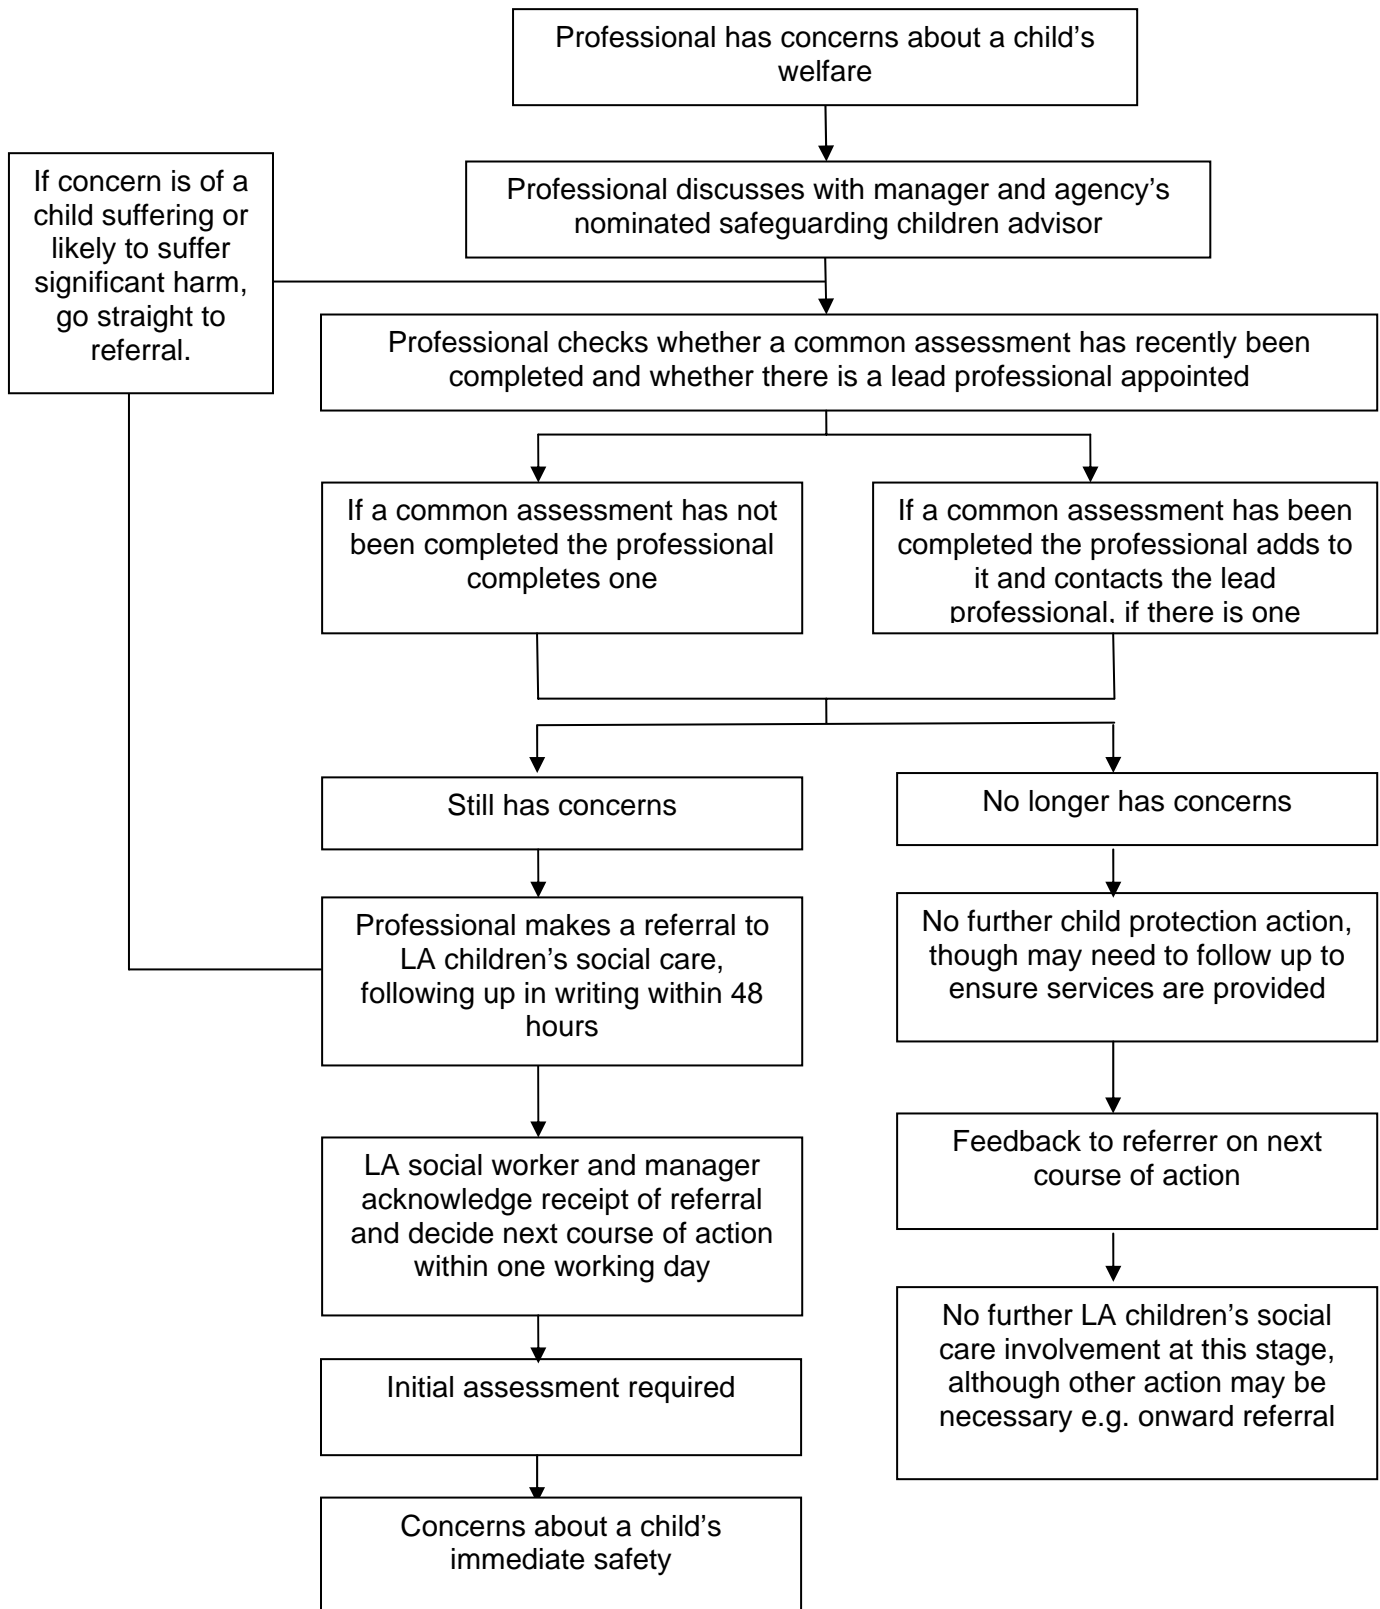 Professional has concerns about a child’s
welfare
If concern is of a
child suffering or
likely to suffer
significant harm,
go straight to
referral.
Professional discusses with manager and agency’s
nominated safeguarding children advisor
Professional checks whether a common assessment has recently been
completed and whether there is a lead professional appointed
If a common assessment has not
been completed the professional
completes one
If a common assessment has been
completed the professional adds to
it and contacts the lead
professional, if there is one
Still has concerns
No longer has concerns
Professional makes a referral to
LA children’s social care,
following up in writing within 48
hours
No further child protection action,
though may need to follow up to
ensure services are provided
LA social worker and manager
acknowledge receipt of referral
and decide next course of action
within one working day
Feedback to referrer on next
course of action
Initial assessment required
No further LA children’s social
care involvement at this stage,
although other action may be
necessary e.g. onward referral
Concerns about a child’s
immediate safety